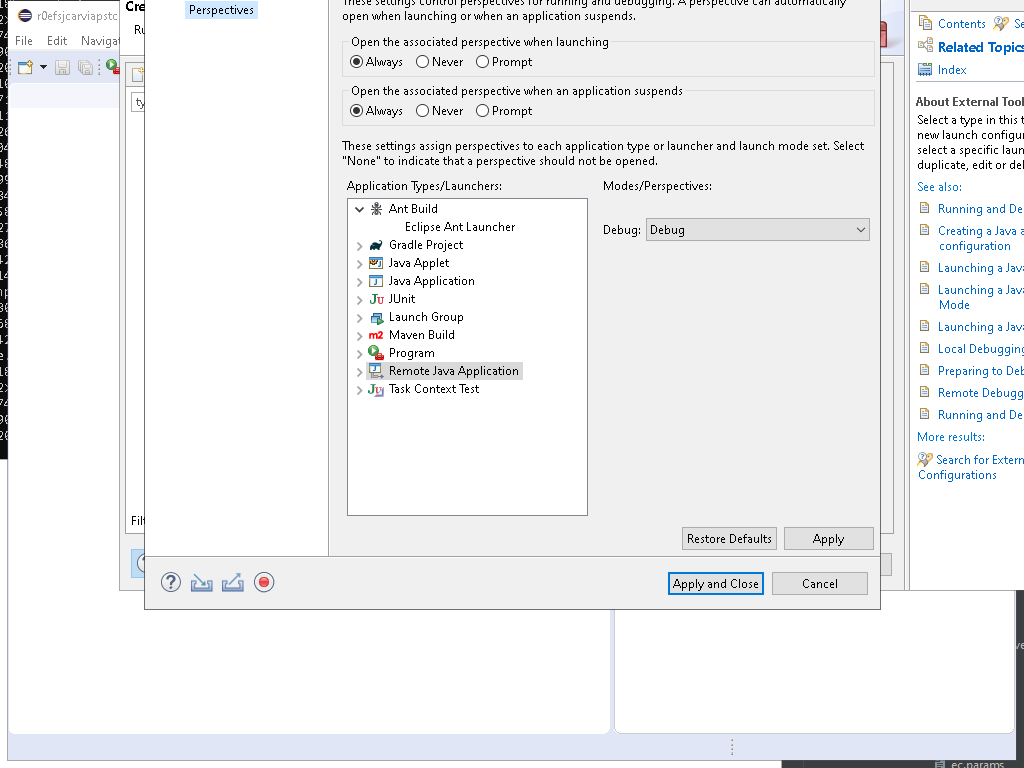 r0efsjcarviapstc
File Edit Navigat
Cre
Ru
ty
Filt
Perspectives
These settings control perspectives for running and debugging. A perspective can automatically
open when launching or when an application suspends.
Open the associated perspective when launching
Always Never Prompt
Open the associated perspective when an application suspends
Always Never Prompt
These settings assign perspectives to each application type or launcher and launch mode set. Select
"None" to indicate that a perspective should not be opened.
Application Types/Launchers:
Modes/Perspectives:
Ant Build
Eclipse Ant Launcher
Gradle Project
Java Applet
Java Application
JUnit
Launch Group
Maven Build
Program
Remote Java Application
Task Context Test
Debug: Debug
Restore Defaults Apply
Apply and Close Cancel
Contents Se
Related Topics
Index
About External Tool
Select a type in this t
new launch configur
select a specific laun
duplicate, edit or del
See also:
Running and De
Creating a Java a
configuration
Launching a Java
Launching a Java
Mode
Launching a Java
Local Debugging
Preparing to Deb
Remote Debugg
Running and De
More results:
Search for Extern
Configurations
ec.params